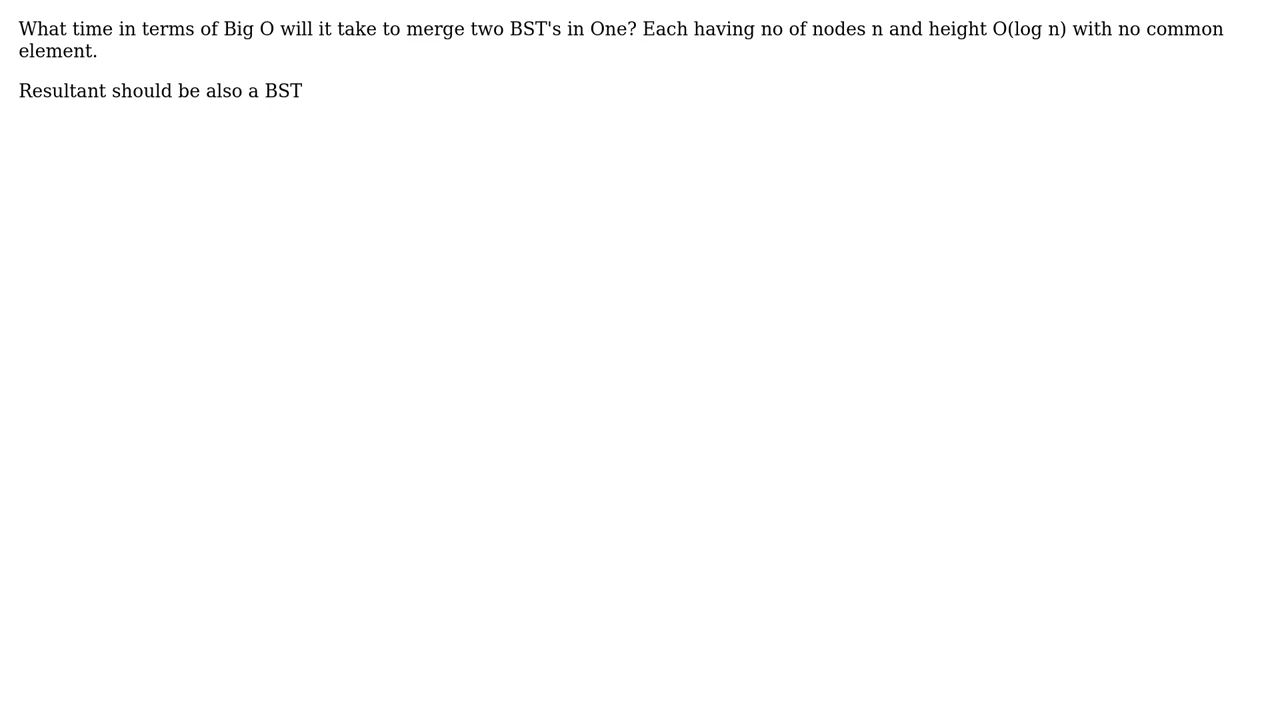 What time in terms of Big O will it take to merge two BST's in One? Each having no of nodes n and height O(log n) with no common
element.
Resultant should be also a BST